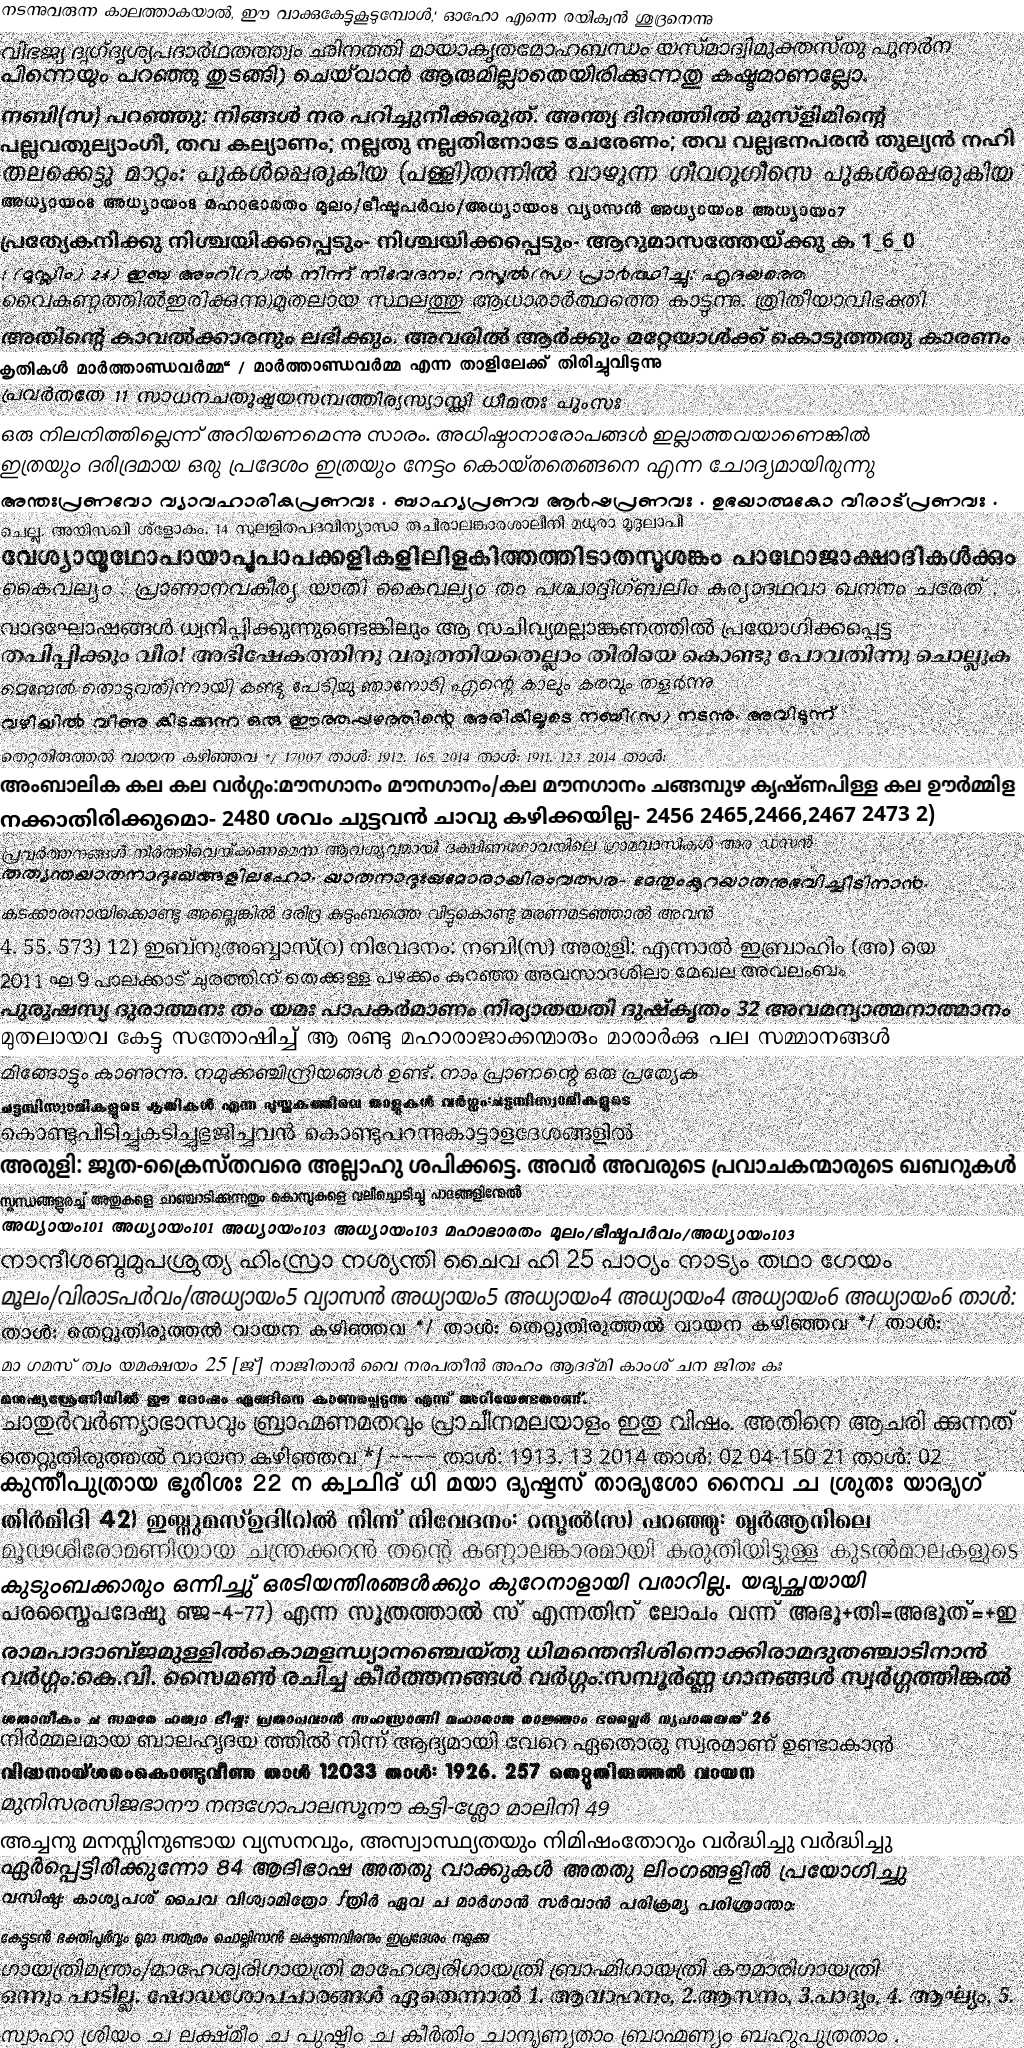 നടന്നുവരുന്ന കാലത്താകയാൽ, ഈ വാക്കുകേട്ടുകൂടുമ്പോൾ,' ഓഹോ എന്നെ രയിക്വൻ ശൂദ്രനെന്നു
വിഭജ്യ ദൃഗ്ദൃശ്യപദാർഥതത്ത്വം ഛിനത്തി മായാകൃതമോഹബന്ധം യസ്മാദ്വിമുക്തസ്തു പുനർന
പിന്നെയും പറഞ്ഞു തുടങ്ങി) ചെയ്‌വാൻ ആരുമില്ലാതെയിരിക്കുന്നതു കഷ്ടമാണല്ലോ.
നബി(സ) പറഞ്ഞു: നിങ്ങൾ നര പറിച്ചുനീക്കരുത്. അന്ത്യ ദിനത്തിൽ മുസ്ളിമിന്റെ
പല്ലവതുല്യാംഗീ, തവ കല്യാണം; നല്ലതു നല്ലതിനോടേ ചേരേണം; തവ വല്ലഭനപരൻ തുല്യൻ നഹി
തലക്കെട്ടു മാറ്റം: പുകൾപ്പെരുകിയ (പള്ളി)തന്നിൽ വാഴുന്ന ഗീവറുഗീസെ പുകൾപ്പെരുകിയ
അധ്യായം8 അധ്യായം8 മഹാഭാരതം മൂലം/ഭീഷ്മപർവം/അധ്യായം8 വ്യാസൻ അധ്യായം8 അധ്യായം7
പ്രത്യേകനിക്കു നിശ്ചയിക്കപ്പെടും- നിശ്ചയിക്കപ്പെടും- ആറുമാസത്തേയ്ക്കു ക 1_6_0
( (മുസ്ലിം) 24) ഇബ്ന അംറി(റ)ൽ നിന്ന് നിവേദനം: റസൂൽ(സ) പ്രാർത്ഥിച്ചു: ഹൃദയത്തെ
വൈകുണ്ഠത്തിൽഇരിക്കുന്നു)മുതലായ സ്ഥലത്തു ആധാരാർത്ഥത്തെ കാട്ടുന്നു. ത്രിതീയാവിഭക്തി
അതിന്റെ കാവൽക്കാരനും ലഭിക്കും. അവരിൽ ആർക്കും മറ്റേയാൾക്ക് കൊടുത്തതു കാരണം
കൃതികൾ മാർത്താണ്ഡവർമ്മ“ / മാർത്താണ്ഡവർമ്മ എന്ന താളിലേക്ക് തിരിച്ചുവിടുന്നു
പ്രവർതതേ 11 സാധനചതുഷ്ടയസമ്പത്തിര്യസ്യാസ്തി ധീമതഃ പുംസഃ
ഒരു നിലനിത്തില്ലെന്ന് അറിയണമെന്നു സാരം. അധിഷ്ഠാനാരോപങ്ങൾ ഇല്ലാത്തവയാണെങ്കിൽ
ഇത്രയും ദരിദ്രമായ ഒരു പ്രദേശം ഇത്രയും നേട്ടം കൊയ്തതെങ്ങനെ എന്ന ചോദ്യമായിരുന്നു
അന്തഃപ്രണവോ വ്യാവഹാരികപ്രണവഃ . ബാഹ്യപ്രണവ ആർഷപ്രണവഃ . ഉഭയാത്മകോ വിരാട്പ്രണവഃ .
ചെല്ല. അയിസഖി ശ്ളോകം. 14 സുലളിതപദവിന്യാസാ രുചിരാലങ്കാരശാലിനീ മധുരാ മൃദുലാപി
വേശ്യായൂഥോപായാപൂപാപക്കളികളിലിളകിത്തത്തിടാതസൂശങ്കം പാഥോജാക്ഷാദികൾക്കും
കൈവല്യം . പ്രാണാനവകീര്യ യാതി കൈവല്യം തം പശ്ചാദ്ദിഗ്ബലിം കുര്യാദഥവാ ഖനനം ചരേത് .
വാദഘോഷങ്ങൾ ധ്വനിപ്പിക്കുന്നുണ്ടെങ്കിലും ആ സചിവ്യമല്ലാങ്കണത്തിൽ പ്രയോഗിക്കപ്പെട്ട
തപിപ്പിക്കും വീര! അഭിഷേകത്തിനു വരുത്തിയതെല്ലാം തിരിയെ കൊണ്ടു പോവതിന്നു ചൊല്ലുക
മെന്മേൽ തൊടുവതിന്നായി കണ്ടു പേടിച്ചു ഞാനോടി എന്റെ കാലും കരവും തളർന്നു
വഴിയിൽ വീണു കിടക്കുന്ന ഒരു ഈത്തപ്പഴത്തിന്റെ അരികിലൂടെ നബി(സ) നടന്നു. അവിടുന്ന്
തെറ്റുതിരുത്തൽ വായന കഴിഞ്ഞവ */ 17007 താൾ: 1912. 165 2014 താൾ: 1911. 123 2014 താൾ:
അംബാലിക കല കല വർഗ്ഗം:മൗനഗാനം മൗനഗാനം/കല മൗനഗാനം ചങ്ങമ്പുഴ കൃഷ്ണപിള്ള കല ഊർമ്മിള
നക്കാതിരിക്കുമൊ- 2480 ശവം ചുട്ടവൻ ചാവു കഴിക്കയില്ല- 2456 2465,2466,2467 2473 2)
പ്രവർത്തനങ്ങൾ നിർത്തിവെയ്ക്കണമെന്ന ആവശ്യവുമായി ദക്ഷിണഗോവയിലെ ഗ്രാമവാസികൾ അര ഡസൻ
തത്യന്തയാതനാദുഃഖങ്ങളിലഹോ. യാതനാദുഃഖമോരായിരംവത്സര- മേതുംകുറയാതനുഭവിച്ചീടിനാൻ.
കടക്കാരനായിക്കൊണ്ടു അല്ലെങ്കിൽ ദരിദ്ര കുടുംബത്തെ വിട്ടുകൊണ്ടു മരണമടഞ്ഞാൽ അവൻ
4. 55. 573) 12) ഇബ്നുഅബ്ബാസ്(റ) നിവേദനം: നബി(സ) അരുളി: എന്നാൽ ഇബ്രാഹിം (അ) യെ
2011 ഘ 9 പാലക്കാട് ചുരത്തിന് തെക്കുള്ള പഴക്കം കുറഞ്ഞ അവസാദശിലാ മേഖല അവലംബം
പുരുഷസ്യ ദുരാത്മനഃ തം യമഃ പാപകർമാണം നിര്യാതയതി ദുഷ്കൃതം 32 അവമന്യാത്മനാത്മാനം
മുതലായവ കേട്ടു സന്തോഷിച്ച് ആ രണ്ടു മഹാരാജാക്കന്മാരും മാരാർക്കു പല സമ്മാനങ്ങൾ
മിങ്ങോട്ടും കാണുന്നു. നമുക്കഞ്ചിന്ദ്രിയങ്ങൾ ഉണ്ട്. നാം പ്രാണന്റെ ഒരു പ്രത്യേക
ചട്ടമ്പിസ്വാമികളുടെ കൃതികൾ എന്ന പുസ്തകത്തിലെ താളുകൾ വർഗ്ഗം:ചട്ടമ്പിസ്വാമികളുടെ
കൊണ്ടുപിടിച്ചുകടിച്ചുഭുജിച്ചവൻ കൊണ്ടുപറന്നുകാട്ടാളദേശങ്ങളിൽ
അരുളി: ജൂത-ക്രൈസ്തവരെ അല്ലാഹു ശപിക്കട്ടെ. അവർ അവരുടെ പ്രവാചകന്മാരുടെ ഖബറുകൾ
സ്കന്ധങ്ങളുരച്ച് അതുകളെ ചാഞ്ചാടിക്കുന്നതും കൊമ്പുകളെ വലിച്ചൊടിച്ചു പാദങ്ങളിന്മേൽ
അധ്യായം101 അധ്യായം101 അധ്യായം103 അധ്യായം103 മഹാഭാരതം മൂലം/ഭീഷ്മപർവം/അധ്യായം103
നാന്ദീശബ്ദമുപശ്രുത്യ ഹിംസ്രാ നശ്യന്തി ചൈവ ഹി 25 പാഠ്യം നാട്യം തഥാ ഗേയം
മൂലം/വിരാടപർവം/അധ്യായം5 വ്യാസൻ അധ്യായം5 അധ്യായം4 അധ്യായം4 അധ്യായം6 അധ്യായം6 താൾ:
താൾ: തെറ്റുതിരുത്തൽ വായന കഴിഞ്ഞവ */ താൾ: തെറ്റുതിരുത്തൽ വായന കഴിഞ്ഞവ */ താൾ:
മാ ഗമസ് ത്വം യമക്ഷയം 25 [ജ്] നാജിതാൻ വൈ നരപതീൻ അഹം ആദദ്മി കാംശ് ചന ജിതഃ കഃ
മനുഷ്യശ്രേണിയിൽ ഈ ദോഷം എങ്ങിനെ കാണപ്പെടുന്നു എന്ന് അറിയേണ്ടതാണ്.
ചാതുർവർണ്യാഭാസവും ബ്രാഹ്മണമതവും പ്രാചീനമലയാളം ഇതു വിഷം. അതിനെ ആചരി ക്കുന്നത്
തെറ്റുതിരുത്തൽ വായന കഴിഞ്ഞവ */ ~~~~ താൾ: 1913. 13 2014 താൾ: 02 04-150 21 താൾ: 02
കുന്തീപുത്രായ ഭൂരിശഃ 22 ന ക്വചിദ് ധി മയാ ദൃഷ്ടസ് താദൃശോ നൈവ ച ശ്രുതഃ യാദൃഗ്
തിർമിദി 42) ഇബ്നുമസ്ഉദി(റ)ൽ നിന്ന് നിവേദനം: റസൂൽ(സ) പറഞ്ഞു: ഖുർആനിലെ
മൂഢശിരോമണിയായ ചന്ത്രക്കാറൻ തന്റെ കണ്ഠാലങ്കാരമായി കരുതിയിട്ടുള്ള കുടൽമാലകളുടെ
കുടുംബക്കാരും ഒന്നിച്ചു് ഒരടിയന്തിരങ്ങൾക്കും കുറേനാളായി വരാറില്ല. യദൃച്ഛയായി
പരസ്മൈപദേഷു ഞ്ജ-4-77) എന്ന സൂത്രത്താൽ സ് എന്നതിന് ലോപം വന്ന് അഭൂ+തി=അഭൂത്=+ഇ
രാമപാദാബ്ജമുള്ളിൽകൊമളന്ധ്യാനഞ്ചെയ്തു ധിമന്തെന്ദിശിനൊക്കിരാമദൂതഞ്ചാടിനാൻ
വർഗ്ഗം:കെ.വി. സൈമൺ രചിച്ച കീർത്തനങ്ങൾ വർഗ്ഗം:സമ്പൂർണ്ണ ഗാനങ്ങൾ സ്വർഗ്ഗത്തിങ്കൽ
ശതാനീകം ച സമരേ ഹത്വാ ഭീഷ്മഃ പ്രതാപവാൻ സഹസ്രാണി മഹാരാജ രാജ്ഞാം ഭല്ലൈർ ന്യപാതയത് 26
നിർമ്മലമായ ബാലഹൃദയ ത്തിൽ നിന്ന് ആദ്യമായി വേറെ ഏതൊരു സ്വരമാണ് ഉണ്ടാകാൻ
വിദ്വനായ്ശരംകൊണ്ടുവീണു താൾ 12033 താൾ: 1926. 257 തെറ്റുതിരുത്തൽ വായന
മുനിസരസിജഭാനൗ നന്ദഗോപാലസൂനൗ കുട്ടി-ശ്ലോ മാലിനി 49
അച്ചനു മനസ്സിനുണ്ടായ വ്യസനവും, അസ്വാസ്ഥ്യതയും നിമിഷംതോറും വർദ്ധിച്ചു വർദ്ധിച്ചു
ഏർപ്പെട്ടിരിക്കുന്നോ 84 ആദിഭാഷ അതതു വാക്കുകൾ അതതു ലിംഗങ്ങളിൽ പ്രയോഗിച്ചു
വസിഷ്ഠഃ കാശ്യപശ് ചൈവ വിശ്വാമിത്രോ ഽത്രിർ ഏവ ച മാർഗാൻ സർവാൻ പരിക്രമ്യ പരിശ്രാന്താഃ
കേട്ടുടൻ ഭക്തിപൂർവ്വം മുദാ സത്വരം ചൊല്ലിനാൻ ലക്ഷ്മണവീരനും ഇപ്രദേശം നമുക്കു
ഗായത്രിമന്ത്രം/മാഹേശ്വരിഗായത്രി മാഹേശ്വരിഗായത്രി ബ്രാഹ്മിഗായത്രി കൗമാരിഗായത്രി
ഒന്നും പാടില്ല. ഷോഡശോപചാരങ്ങൾ ഏതെന്നാൽ 1. ആവാഹനം, 2.ആസനം, 3.പാദ്യം, 4. ആഘ്യം, 5.
സ്വാഹാ ശ്രിയം ച ലക്ഷ്മീം ച പുഷ്ടിം ച കീർതിം ചാനൃണ്യതാം ബ്രാഹ്മണ്യം ബഹുപുത്രതാം .